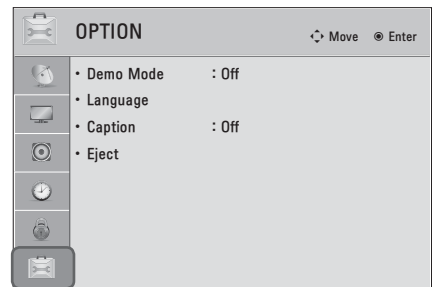 OPTION
Move Enter
• Demo Mode : Off
• Language
• Caption : Off
• Eject